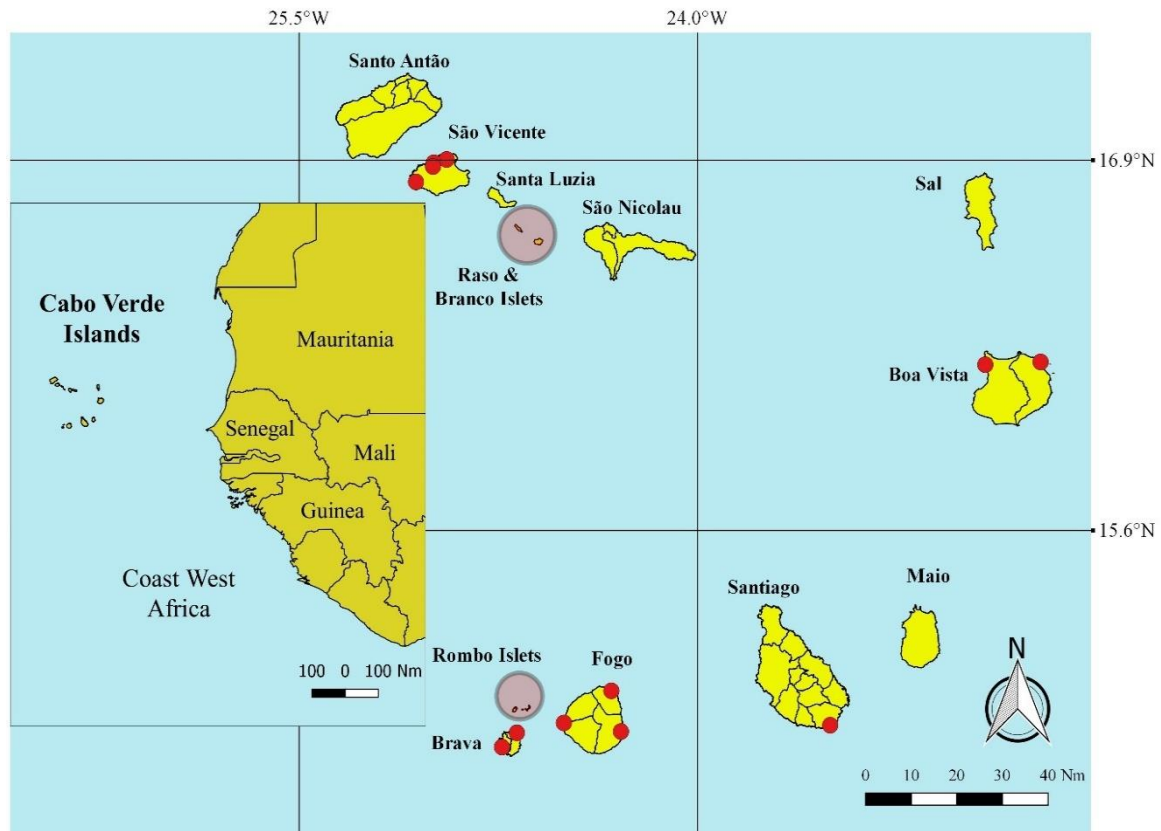 25.5°W
24.0°W
Santo Antão
São Vicente
16.9°N
Santa Luzia
Sal
São Nicolau
Raso &
Branco Islets
Cabo Verde
Islands
Mauritania
Boa Vista
Senegal
Mali
Guinea
15.6°N
Coast West
Africa
Santiago
Maio
Rombo Islets
Fogo
N
100 0 100 Nm
Brava
0 10 20 30 40 Nm